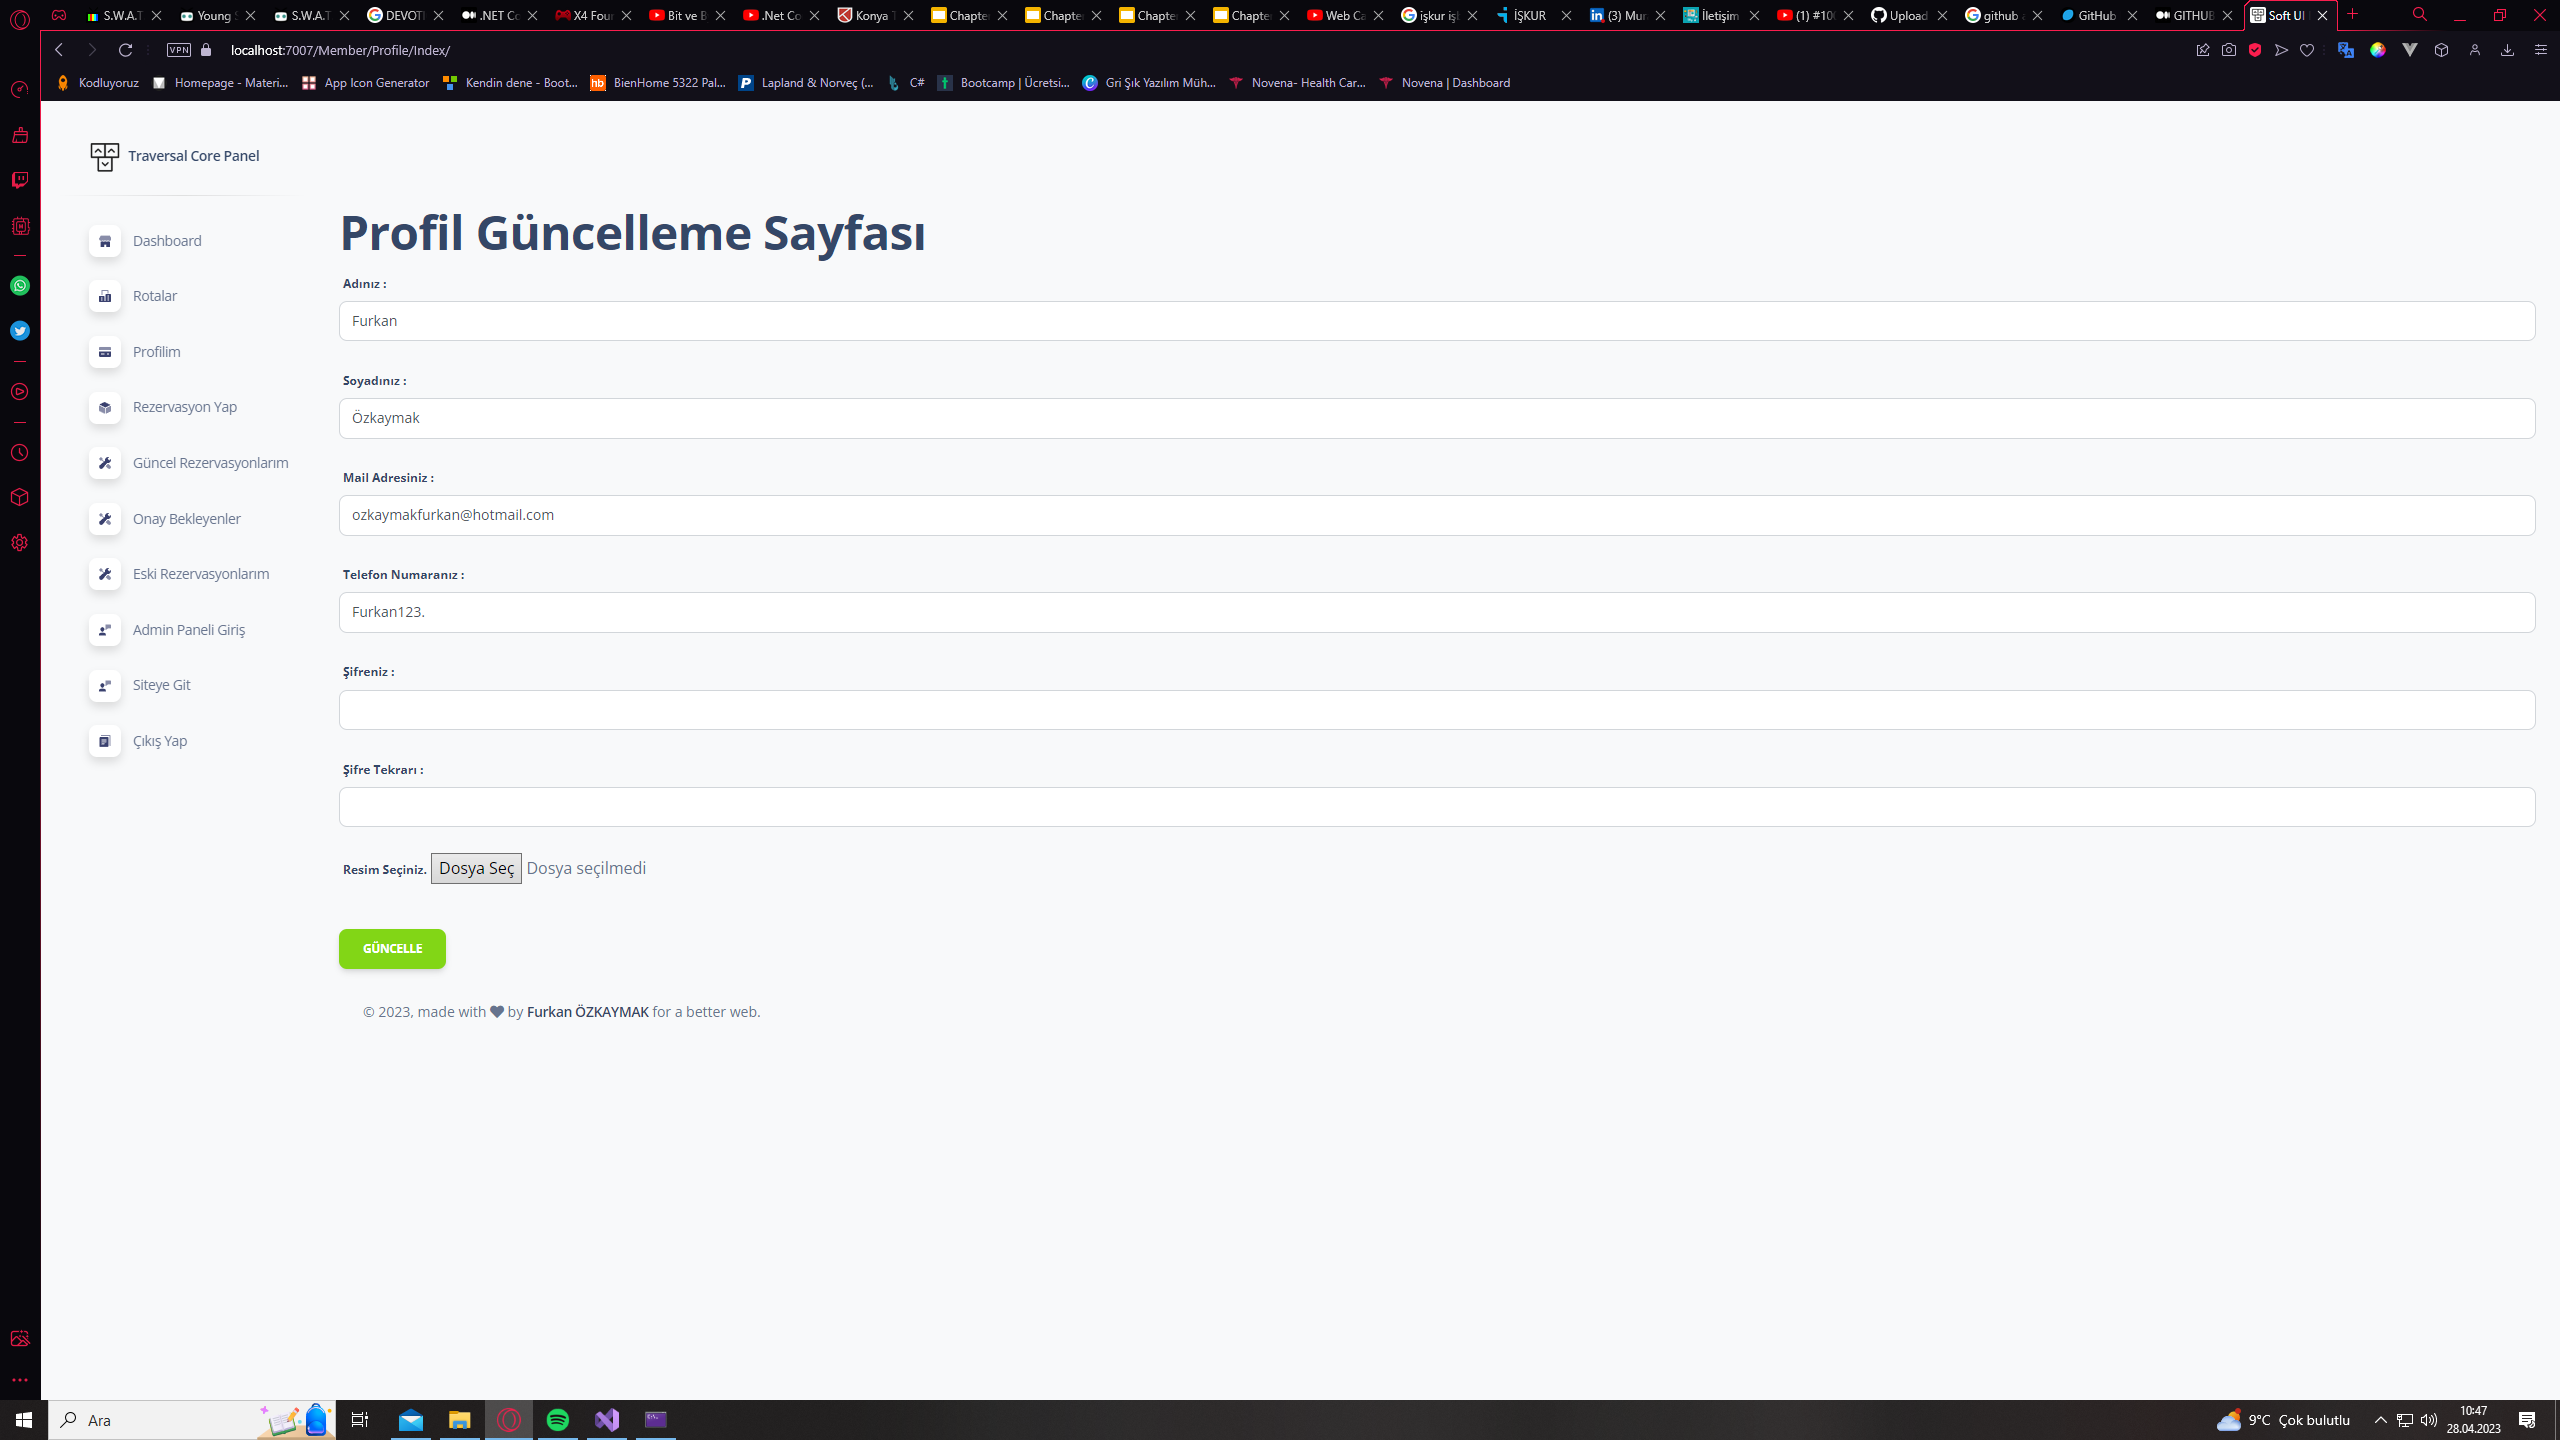 S.W.A.T
Young S
S.W.A.T
DEVOTI
.NET Co
X4 Four
Bit ve B
.Net Co
Konya T
Chapte
Chapte
Chapte
Chapte
Web Ca
işkur işl
İŞKUR
(3) Mur
İletişim
(1) #10
Upload
github a
GitHub
GITHUB
Soft UI
VPN
localhost:7007/Member/Profile/Index/
Kodluyoruz
Homepage - Materi...
App Icon Generator
Kendin dene - Boot...
BienHome 5322 Pal...
Lapland & Norveç (...
C#
Bootcamp | Ücretsi...
Gri Şık Yazılım Müh...
Novena- Health Car...
Novena | Dashboard
Traversal Core Panel
Dashboard
Rotalar
Profilim
Rezervasyon Yap
Güncel Rezervasyonlarım
Onay Bekleyenler
Eski Rezervasyonlarım
Admin Paneli Giriş
Siteye Git
Çıkış Yap
Profil Güncelleme Sayfası
Adınız :
Furkan
Soyadınız :
Özkaymak
Mail Adresiniz :
ozkaymakfurkan@hotmail.com
Telefon Numaranız :
Furkan123.
Şifreniz :
Şifre Tekrarı :
Resim Seçiniz. Dosya Seç Dosya seçilmedi
GÜNCELLE
© 2023, made with by Furkan ÖZKAYMAK for a better web.
Ara
9°C Çok bulutlu
10:47
28.04.2023